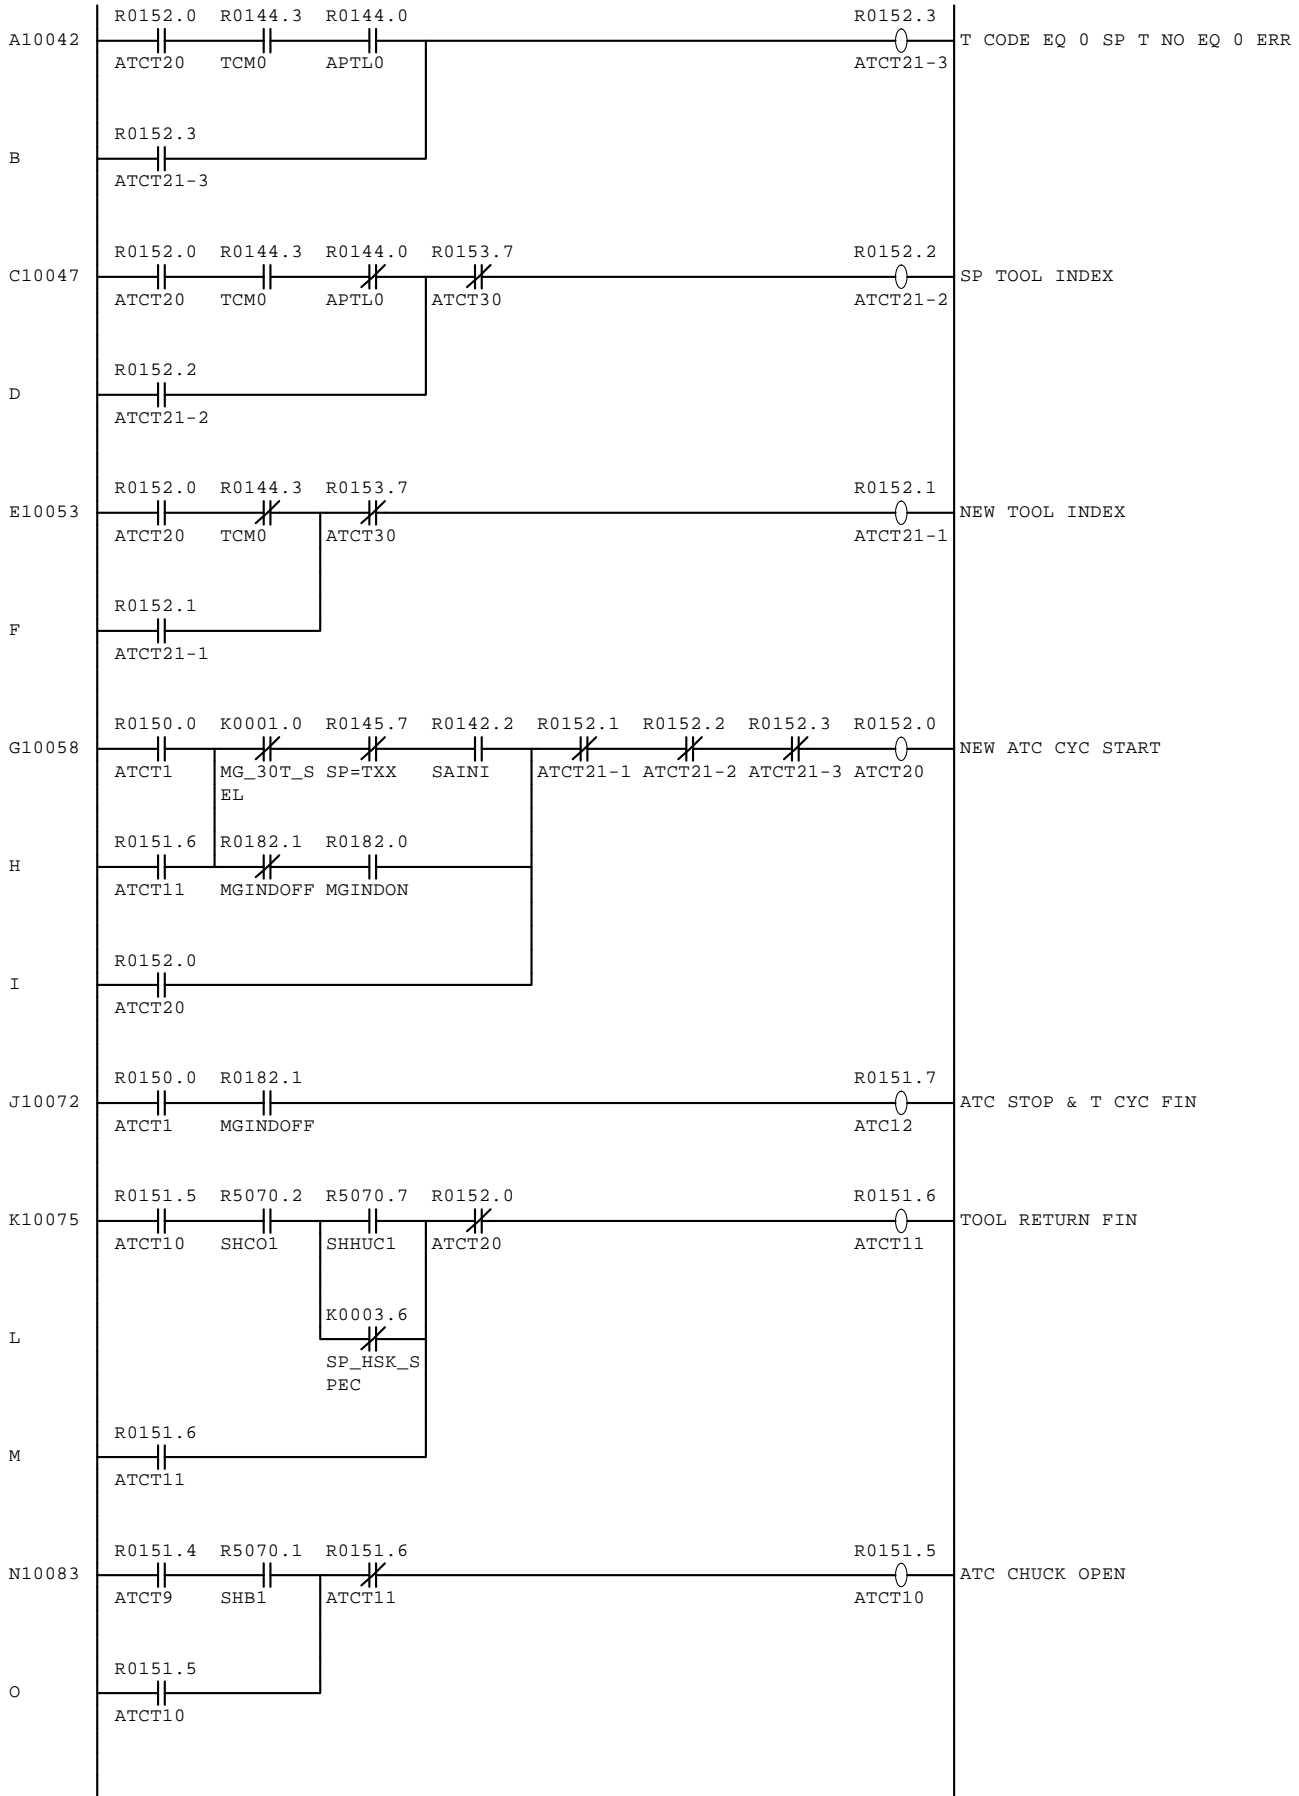 R0152.0 R0144.3 R0144.0 R0152.3
A10042 T CODE EQ 0 SP T NO EQ 0 ERR
ATCT20 TCM0 APTL0 ATCT21-3
R0152.3
B
ATCT21-3
R0152.0 R0144.3 R0144.0 R0153.7 R0152.2
C10047 SP TOOL INDEX
ATCT20 TCM0 APTL0 ATCT30 ATCT21-2
R0152.2
D
ATCT21-2
R0152.0 R0144.3 R0153.7 R0152.1
E10053 NEW TOOL INDEX
ATCT20 TCM0 ATCT30 ATCT21-1
R0152.1
F
ATCT21-1
R0150.0 K0001.0 R0145.7 R0142.2 R0152.1 R0152.2 R0152.3 R0152.0
G10058 NEW ATC CYC START
ATCT1 MG_30T_S SP=TXX SAINI ATCT21-1 ATCT21-2 ATCT21-3 ATCT20
EL
R0151.6 R0182.1 R0182.0
H
ATCT11 MGINDOFF MGINDON
R0152.0
I
ATCT20
R0150.0 R0182.1 R0151.7
J10072 ATC STOP & T CYC FIN
ATCT1 MGINDOFF ATC12
R0151.5 R5070.2 R5070.7 R0152.0 R0151.6
K10075 TOOL RETURN FIN
ATCT10 SHCO1 SHHUC1 ATCT20 ATCT11
K0003.6
L
SP_HSK_S
PEC
R0151.6
M
ATCT11
R0151.4 R5070.1 R0151.6 R0151.5
N10083 ATC CHUCK OPEN
ATCT9 SHB1 ATCT11 ATCT10
R0151.5
O
ATCT10